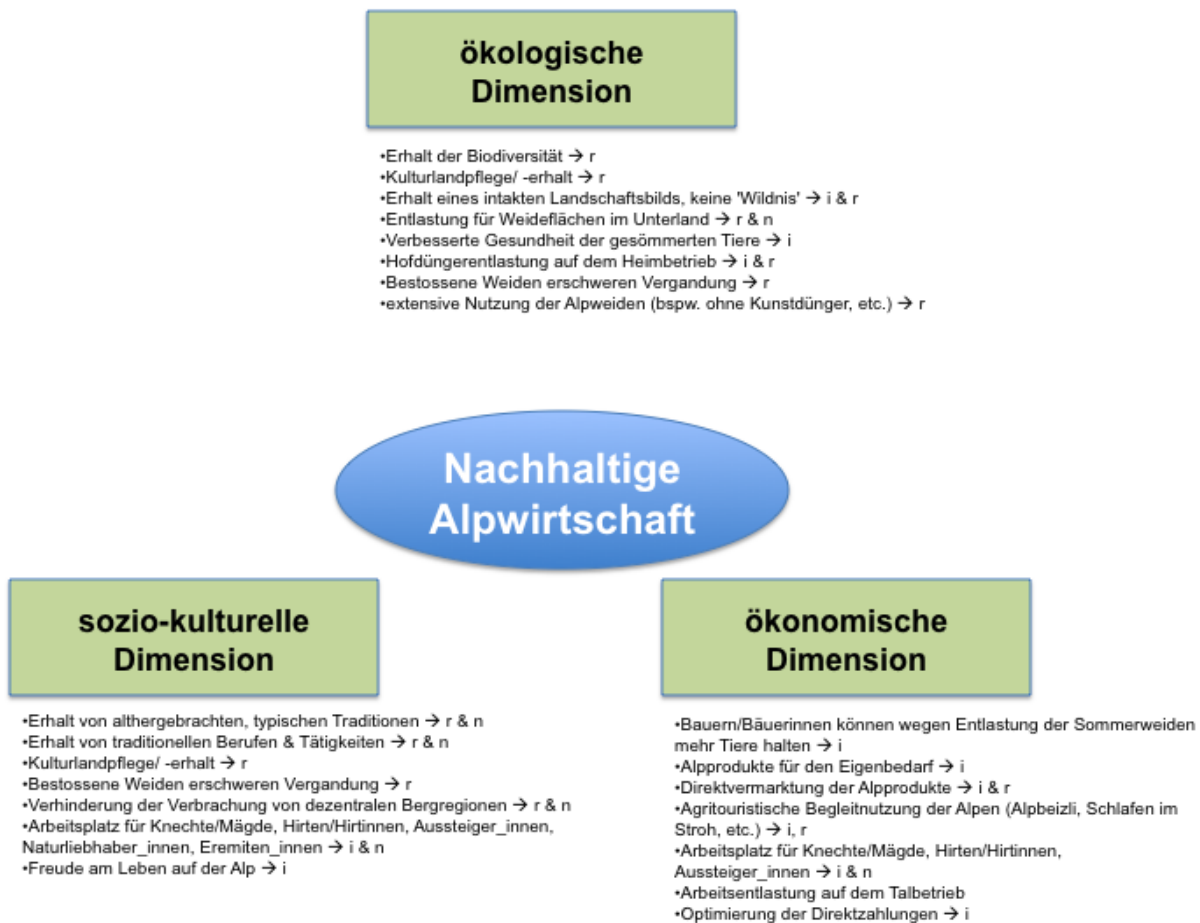 ökologische
Dimension
•Erhalt der Biodiversität → r
•Kulturlandpflege/ -erhalt → r
•Erhalt eines intakten Landschaftsbilds, keine 'Wildnis' → i & r
•Entlastung für Weideflächen im Unterland → r & n
•Verbesserte Gesundheit der gesömmerten Tiere → i
•Hofdüngerentlastung auf dem Heimbetrieb → i & r
•Bestossene Weiden erschweren Vergandung → r
•extensive Nutzung der Alpweiden (bspw. ohne Kunstdünger, etc.) → r
Nachhaltige
Alpwirtschaft
sozio-kulturelle
Dimension
•Erhalt von althergebrachten, typischen Traditionen → r & n
•Erhalt von traditionellen Berufen & Tätigkeiten → r & n
•Kulturlandpflege/ -erhalt → r
•Bestossene Weiden erschweren Vergandung → r
•Verhinderung der Verbrachung von dezentralen Bergregionen → r & n
•Arbeitsplatz für Knechte/Mägde, Hirten/Hirtinnen, Aussteiger_innen,
Naturliebhaber_innen, Eremiten_innen → i & n
•Freude am Leben auf der Alp → i
ökonomische
Dimension
•Bauern/Bäuerinnen können wegen Entlastung der Sommerweiden
mehr Tiere halten → i
•Alpprodukte für den Eigenbedarf → i
•Direktvermarktung der Alpprodukte → i & r
•Agritouristische Begleitnutzung der Alpen (Alpbeizli, Schlafen im
Stroh, etc.) → i, r
•Arbeitsplatz für Knechte/Mägde, Hirten/Hirtinnen,
Aussteiger_innen → i & n
•Arbeitsentlastung auf dem Talbetrieb
•Optimierung der Direktzahlungen → i